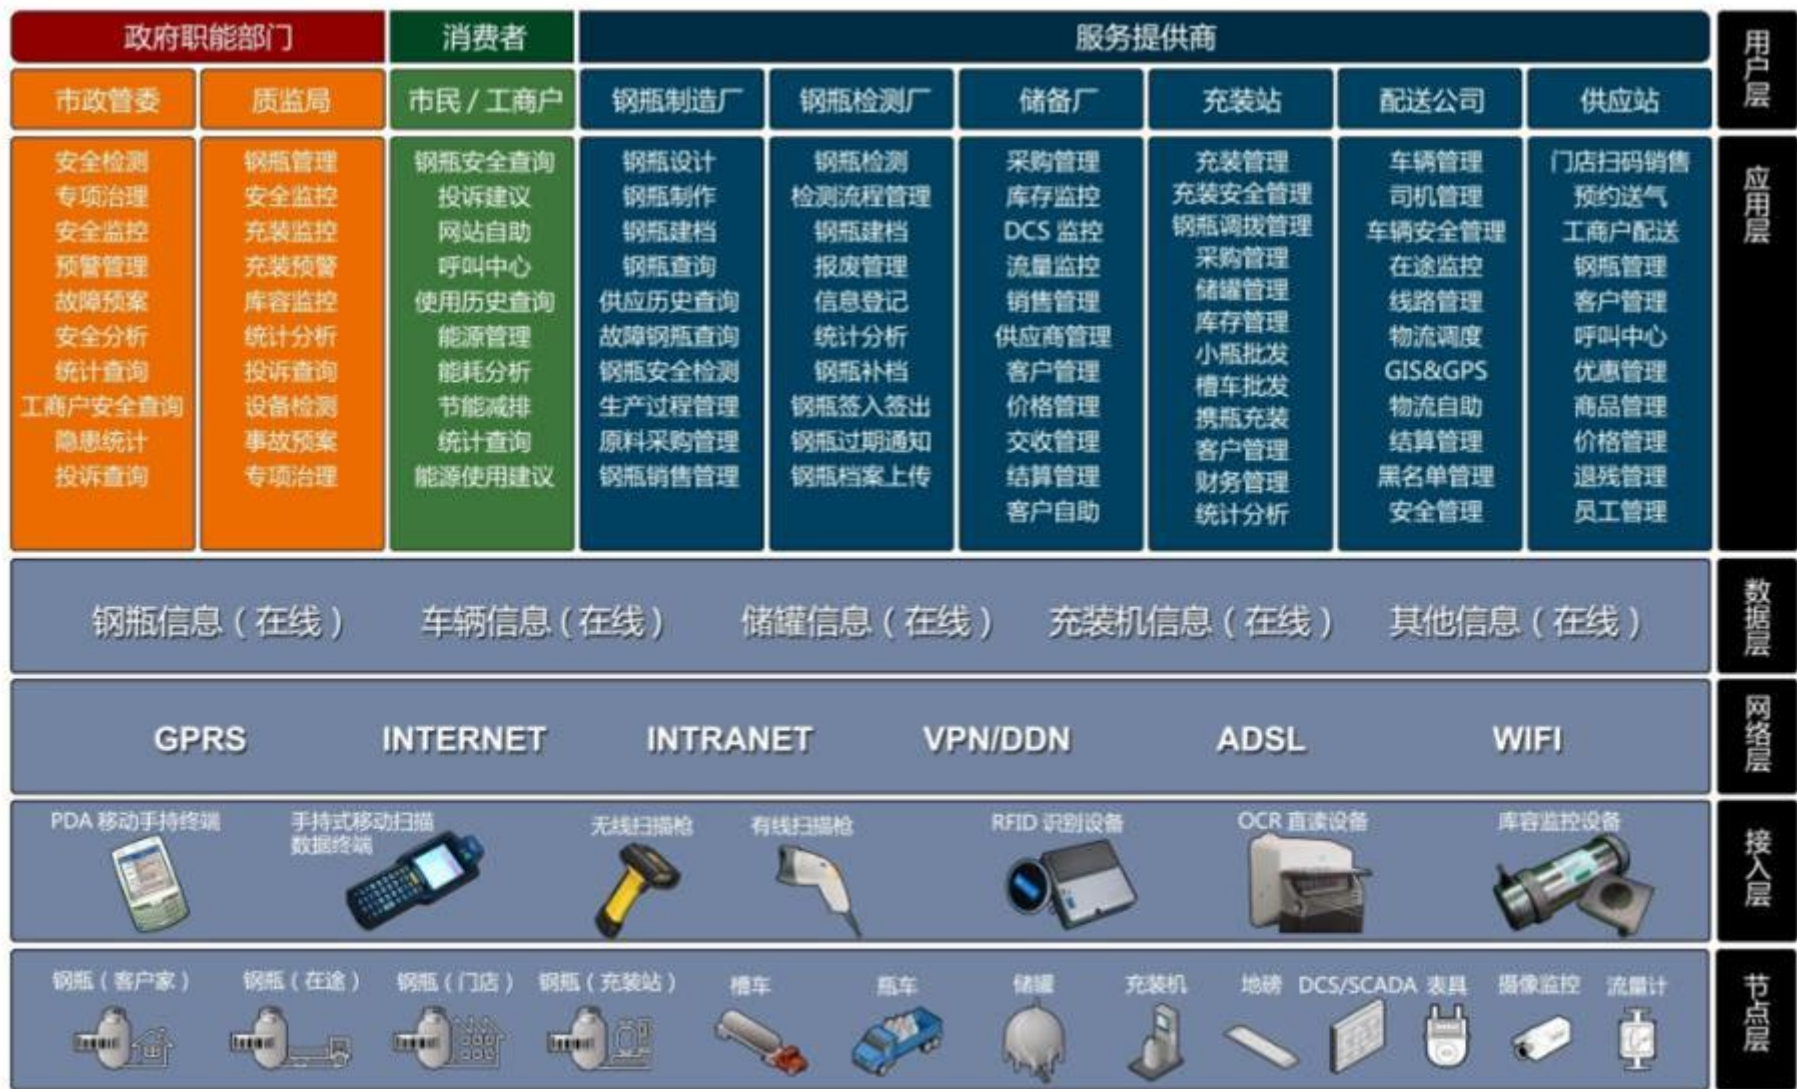 政府职能部门
消费者
服务提供商
用户层
市政管委
质监局
市民/工商户
钢瓶制造厂
钢瓶检测厂
储备厂
充装站
配送公司
供应站
安全检测
专项治理
安全监控
预警管理
故障预案
安全分析
统计查询
工商户安全查询
隐患统计
投诉查询
钢瓶管理
安全监控
充装监控
充装预警
库容监控
统计分析
投诉查询
设备检测
事故预案
专项治理
钢瓶安全查询
投诉建议
网站自助
呼叫中心
使用历史查询
能源管理
能耗分析
节能减排
统计查询
能源使用建议
钢瓶设计
钢瓶制作
钢瓶建档
钢瓶查询
供应历史查询
故障钢瓶查询
钢瓶安全检测
生产过程管理
原料采购管理
钢瓶销售管理
钢瓶检测
检测流程管理
钢瓶建档
报废管理
信息登记
统计分析
钢瓶补档
钢瓶签入签出
钢瓶过期通知
钢瓶档案上传
采购管理
库存监控
DCS 监控
流量监控
销售管理
供应商管理
客户管理
价格管理
交收管理
结算管理
客户自助
充装管理
充装安全管理
钢瓶调拨管理
采购管理
储罐管理
库存管理
小瓶批发
槽车批发
携瓶充装
客户管理
财务管理
统计分析
车辆管理
司机管理
车辆安全管理
在途监控
线路管理
物流调度
GIS&GPS
物流自助
结算管理
黑名单管理
安全管理
门店扫码销售
预约送气
工商户配送
钢瓶管理
客户管理
呼叫中心
优惠管理
商品管理
价格管理
退残管理
员工管理
应用层
钢瓶信息（在线）
车辆信息（在线）
储罐信息（在线）
充装机信息（在线）
其他信息（在线）
数据层
GPRS
INTERNET
INTRANET
VPN/DDN
ADSL
WIFI
网络层
PDA 移动手持终端
手持式移动扫描
数据终端
无线扫描枪
有线扫描枪
RFID 识别设备
OCR 直读设备
库容监控设备
接入层
钢瓶（客户家）
钢瓶（在途）
钢瓶（门店）
钢瓶（充装站）
槽车
瓶车
储罐
充装机
地磅
DCS/SCADA
表具
摄像监控
流量计
节点层